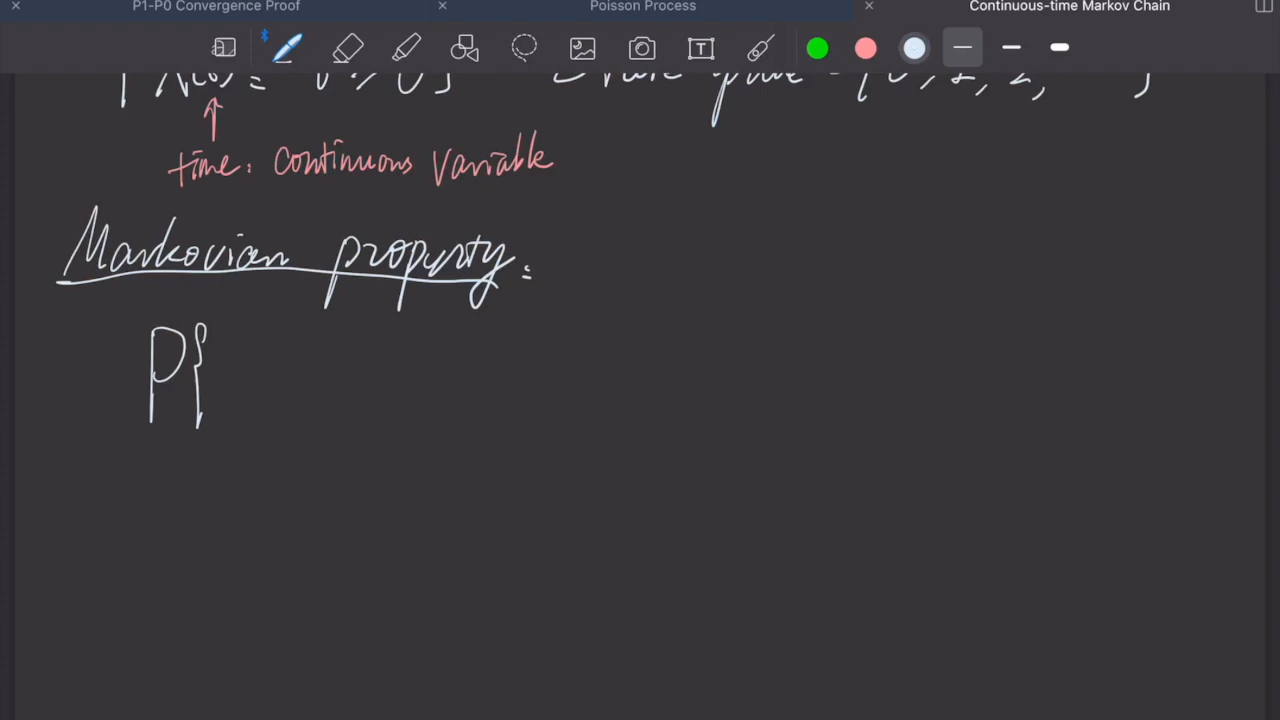 P1-P0 Convergence Proof Poisson Process Continuous-time Markov Chain
T
time: Continuous variable
Markovian property:
P{